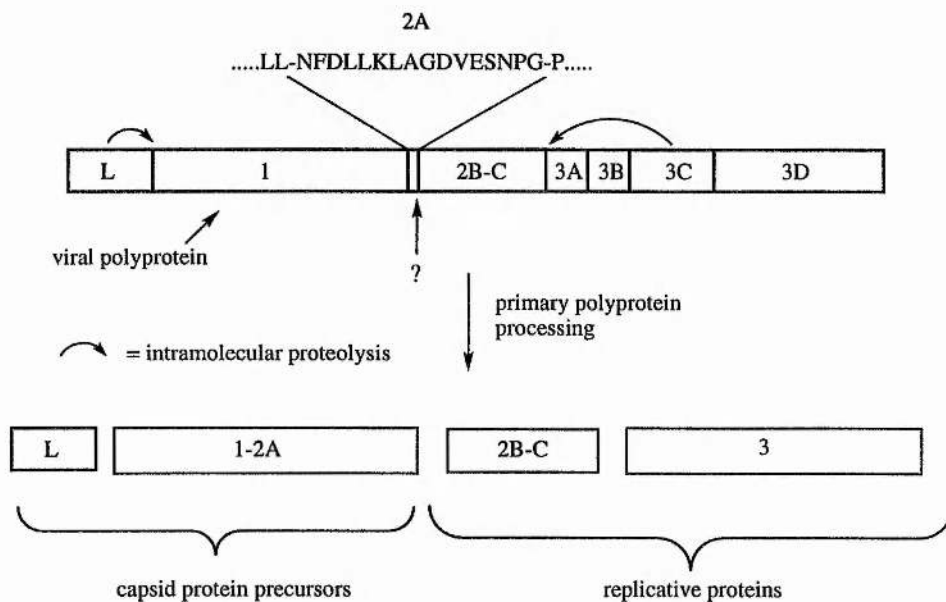 2A
.....LL-NFDLLKLAGDVESNPG-P.....
L 1 2B-C 3A 3B 3C 3D
viral polyprotein
?
primary polyprotein
processing
= intramolecular proteolysis
L 1-2A 2B-C 3
capsid protein precursors replicative proteins